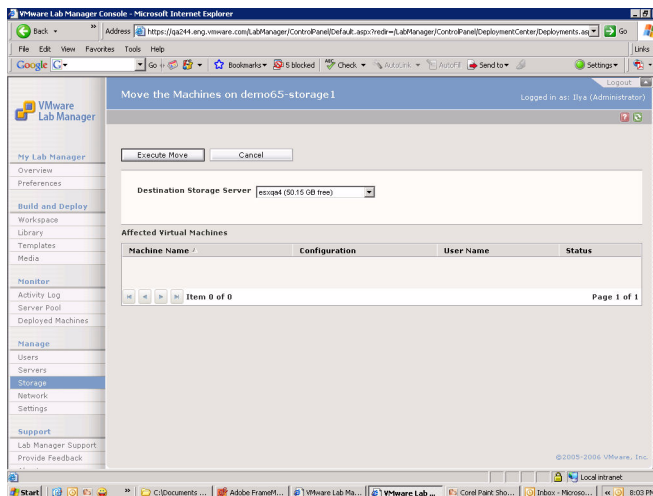 VMware Lab Manager Console - Microsoft Internet Explorer
Back » Address https://qa244.eng.vmware.com/LabManager/ControlPanel/Default.aspx?redir=/LabManager/ControlPanel/DeploymentCenter/Deployments.as Go
File Edit View Favorites Tools Help Links
Google G Go Bookmarks 5 blocked Check AutoLink AutoFill Send to Settings
Logout
VMware
Lab Manager
Move the Machines on demo65-storage1
Logged in as: Ilya (Administrator)
My Lab Manager
Overview
Preferences
Build and Deploy
Workspace
Library
Templates
Media
Monitor
Activity Log
Server Pool
Deployed Machines
Manage
Users
Servers
Storage
Network
Settings
Support
Lab Manager Support
Provide Feedback
Execute Move Cancel
Destination Storage Server esxqa4 (50.15 GB free)
Affected Virtual Machines
Machine Name Configuration User Name Status
Item 0 of 0 Page 1 of 1
©2005-2006 VMware, Inc.
Local intranet
Start » C:\Documents ... Adobe FrameM... VMware Lab Ma... VMware Lab ... Corel Paint Sho... Inbox - Microso... « 8:03 PM